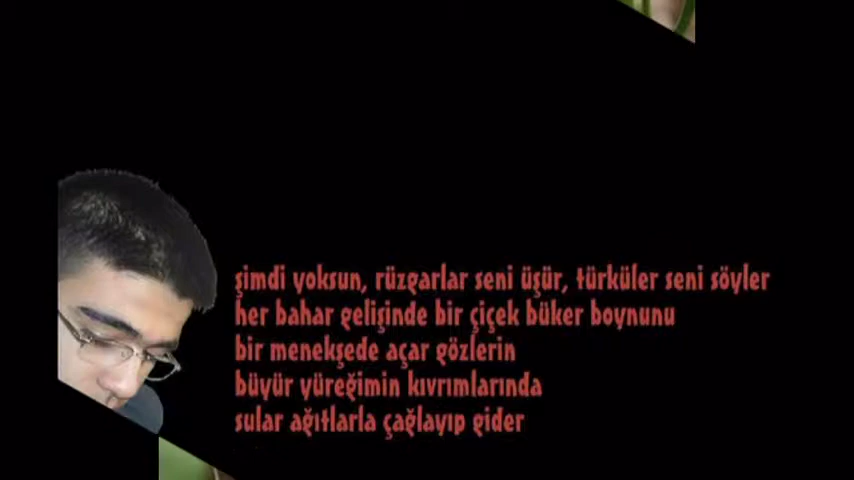 şimdi yoksun, rüzgarlar seni üşür, türküler seni söyler
her bahar gelişinde bir çiçek büker boynunu
bir menekşede açar gözlerin
büyür yüreğimin kıvrımlarında
sular ağıtlarla çağlayıp gider